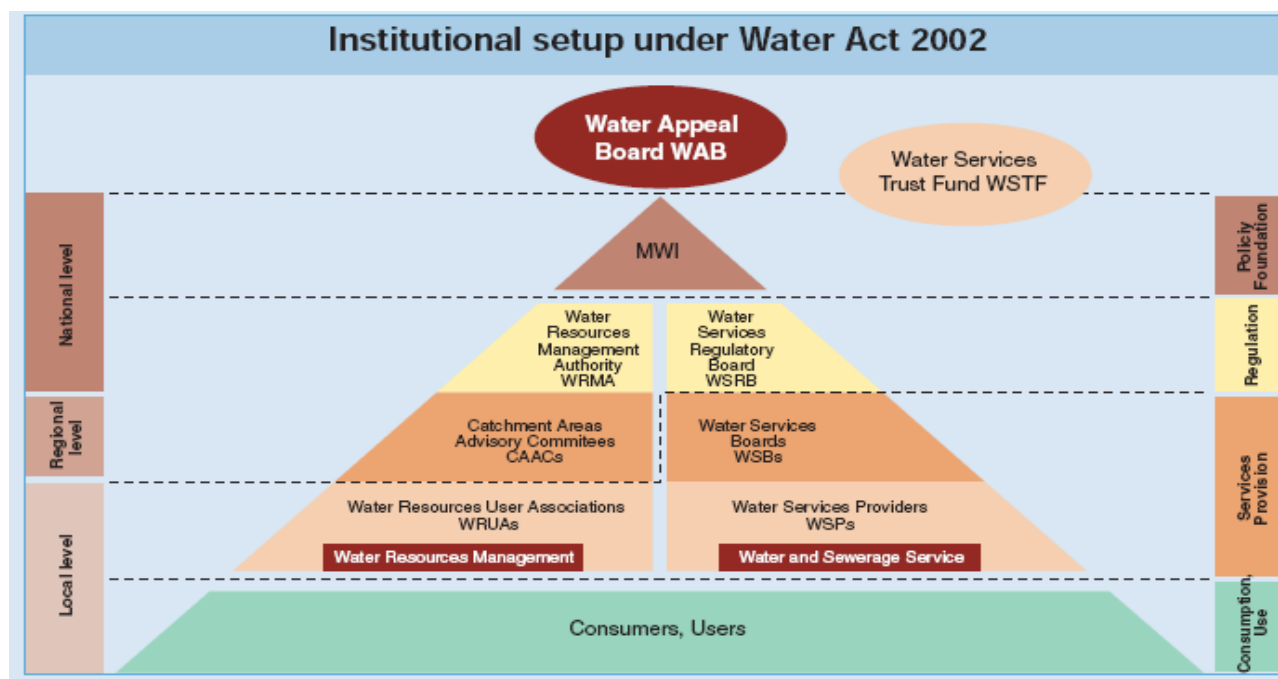 Institutional setup under Water Act 2002
Water Appeal
Board WAB
Water Services
Trust Fund WSTF
National level
MWI
Policiy
Foundation
Water
Resources
Management
Authority
WRMA
Water
Services
Regulatory
Board
WSRB
Regulation
Regional
level
Catchment Areas
Advisory Commitees
CAACs
Water Services
Boards
WSBs
Services
Provision
Local level
Water Resources User Associations
WRUAs
Water Services Providers
WSPs
Water Resources Management
Water and Sewerage Service
Consumers, Users
Consumption,
Use